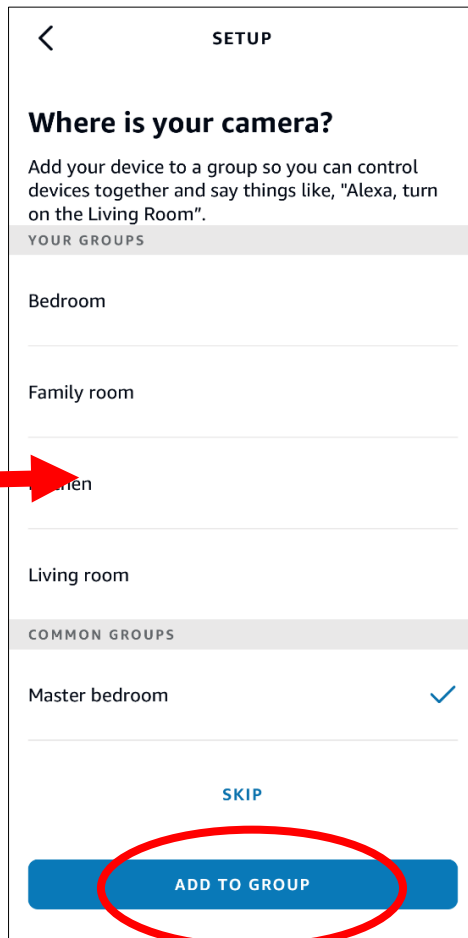 SETUP
Where is your camera?
Add your device to a group so you can control
devices together and say things like, "Alexa, turn
on the Living Room”.
YOUR GROUPS
Bedroom
Family room
Living room
COMMON GROUPS
Master bedroom
SKIP
ADD TO GROUP